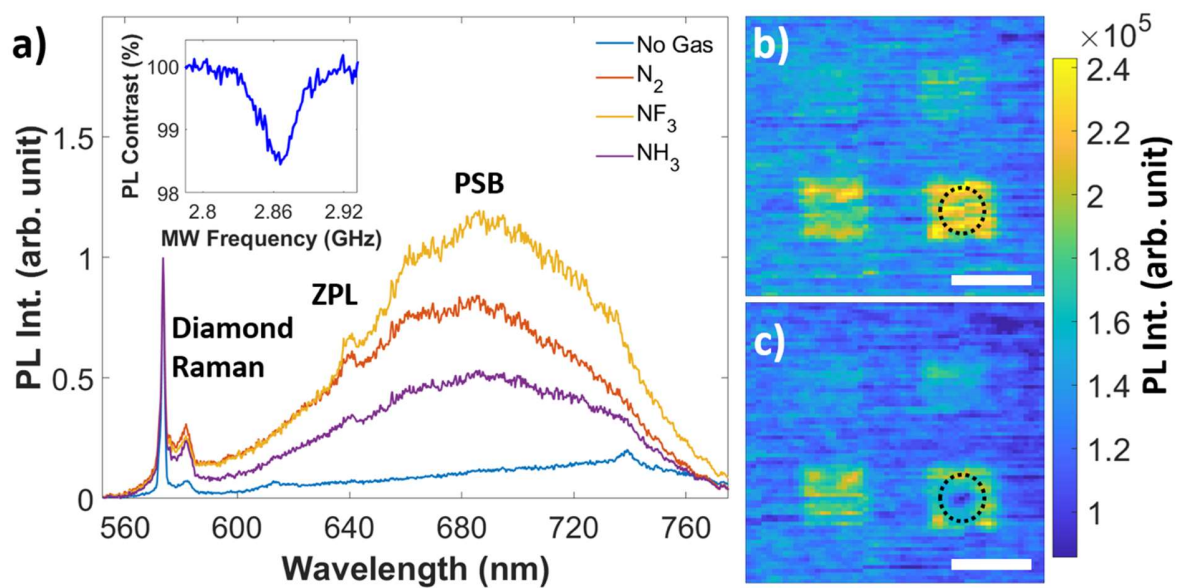 a)
PL Int. (arb. unit)
1.5
1
0.5
0
560
600
640
680
720
760
Wavelength (nm)
PL Contrast (%)
100
99
98
2.8
2.86
2.92
MW Frequency (GHz)
No Gas
N₂
NF₃
NH₃
Diamond
Raman
ZPL
PSB
b)
c)
×10⁵
2.4
2.2
2
1.8
1.6
1.4
1.2
1
PL Int. (arb. unit)